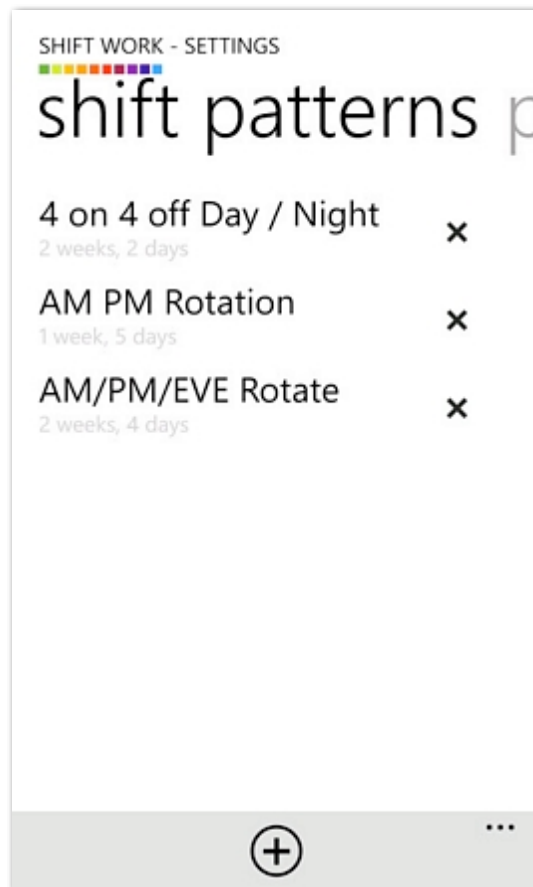 SHIFT WORK - SETTINGS
shift patterns p
4 on 4 off Day / Night
2 weeks, 2 days
AM PM Rotation
1 week, 5 days
AM/PM/EVE Rotate
2 weeks, 4 days